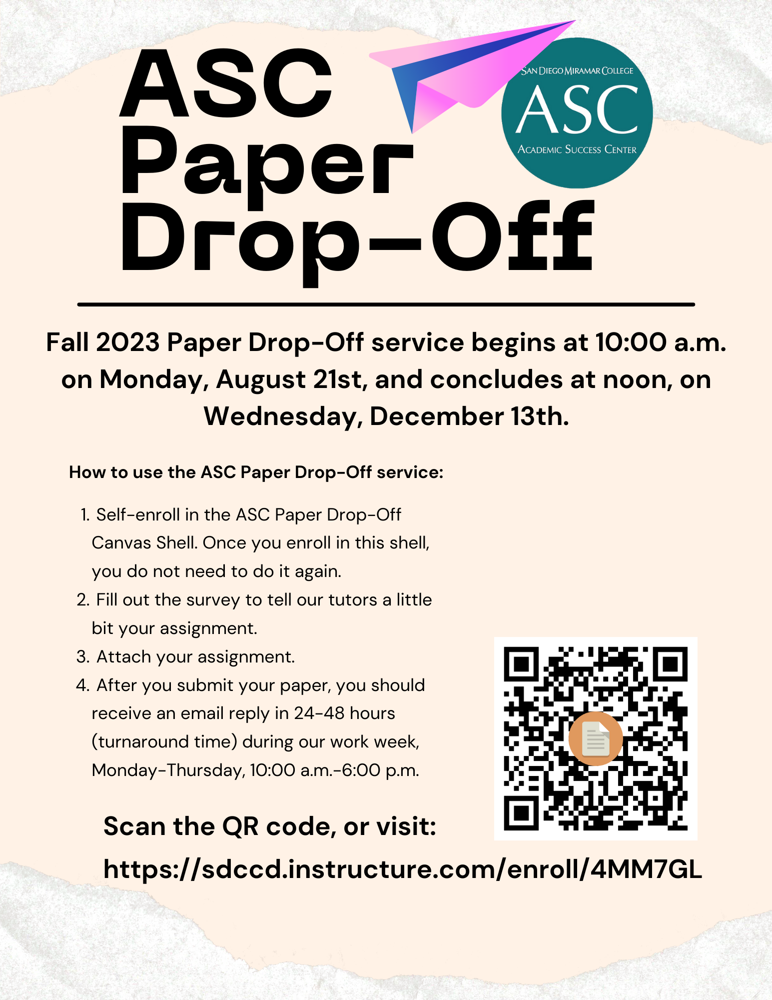 ASC
Paper
Drop-Off
SAN DIEGO MIRAMAR COLLEGE
ASC
ACADEMIC SUCCESS CENTER
Fall 2023 Paper Drop-Off service begins at 10:00 a.m.
on Monday, August 21st, and concludes at noon, on
Wednesday, December 13th.
How to use the ASC Paper Drop-Off service:
1. Self-enroll in the ASC Paper Drop-Off
Canvas Shell. Once you enroll in this shell,
you do not need to do it again.
2. Fill out the survey to tell our tutors a little
bit your assignment.
3. Attach your assignment.
4. After you submit your paper, you should
receive an email reply in 24-48 hours
(turnaround time) during our work week,
Monday-Thursday, 10:00 a.m.-6:00 p.m.
Scan the QR code, or visit:
https://sdccd.instructure.com/enroll/4MM7GL